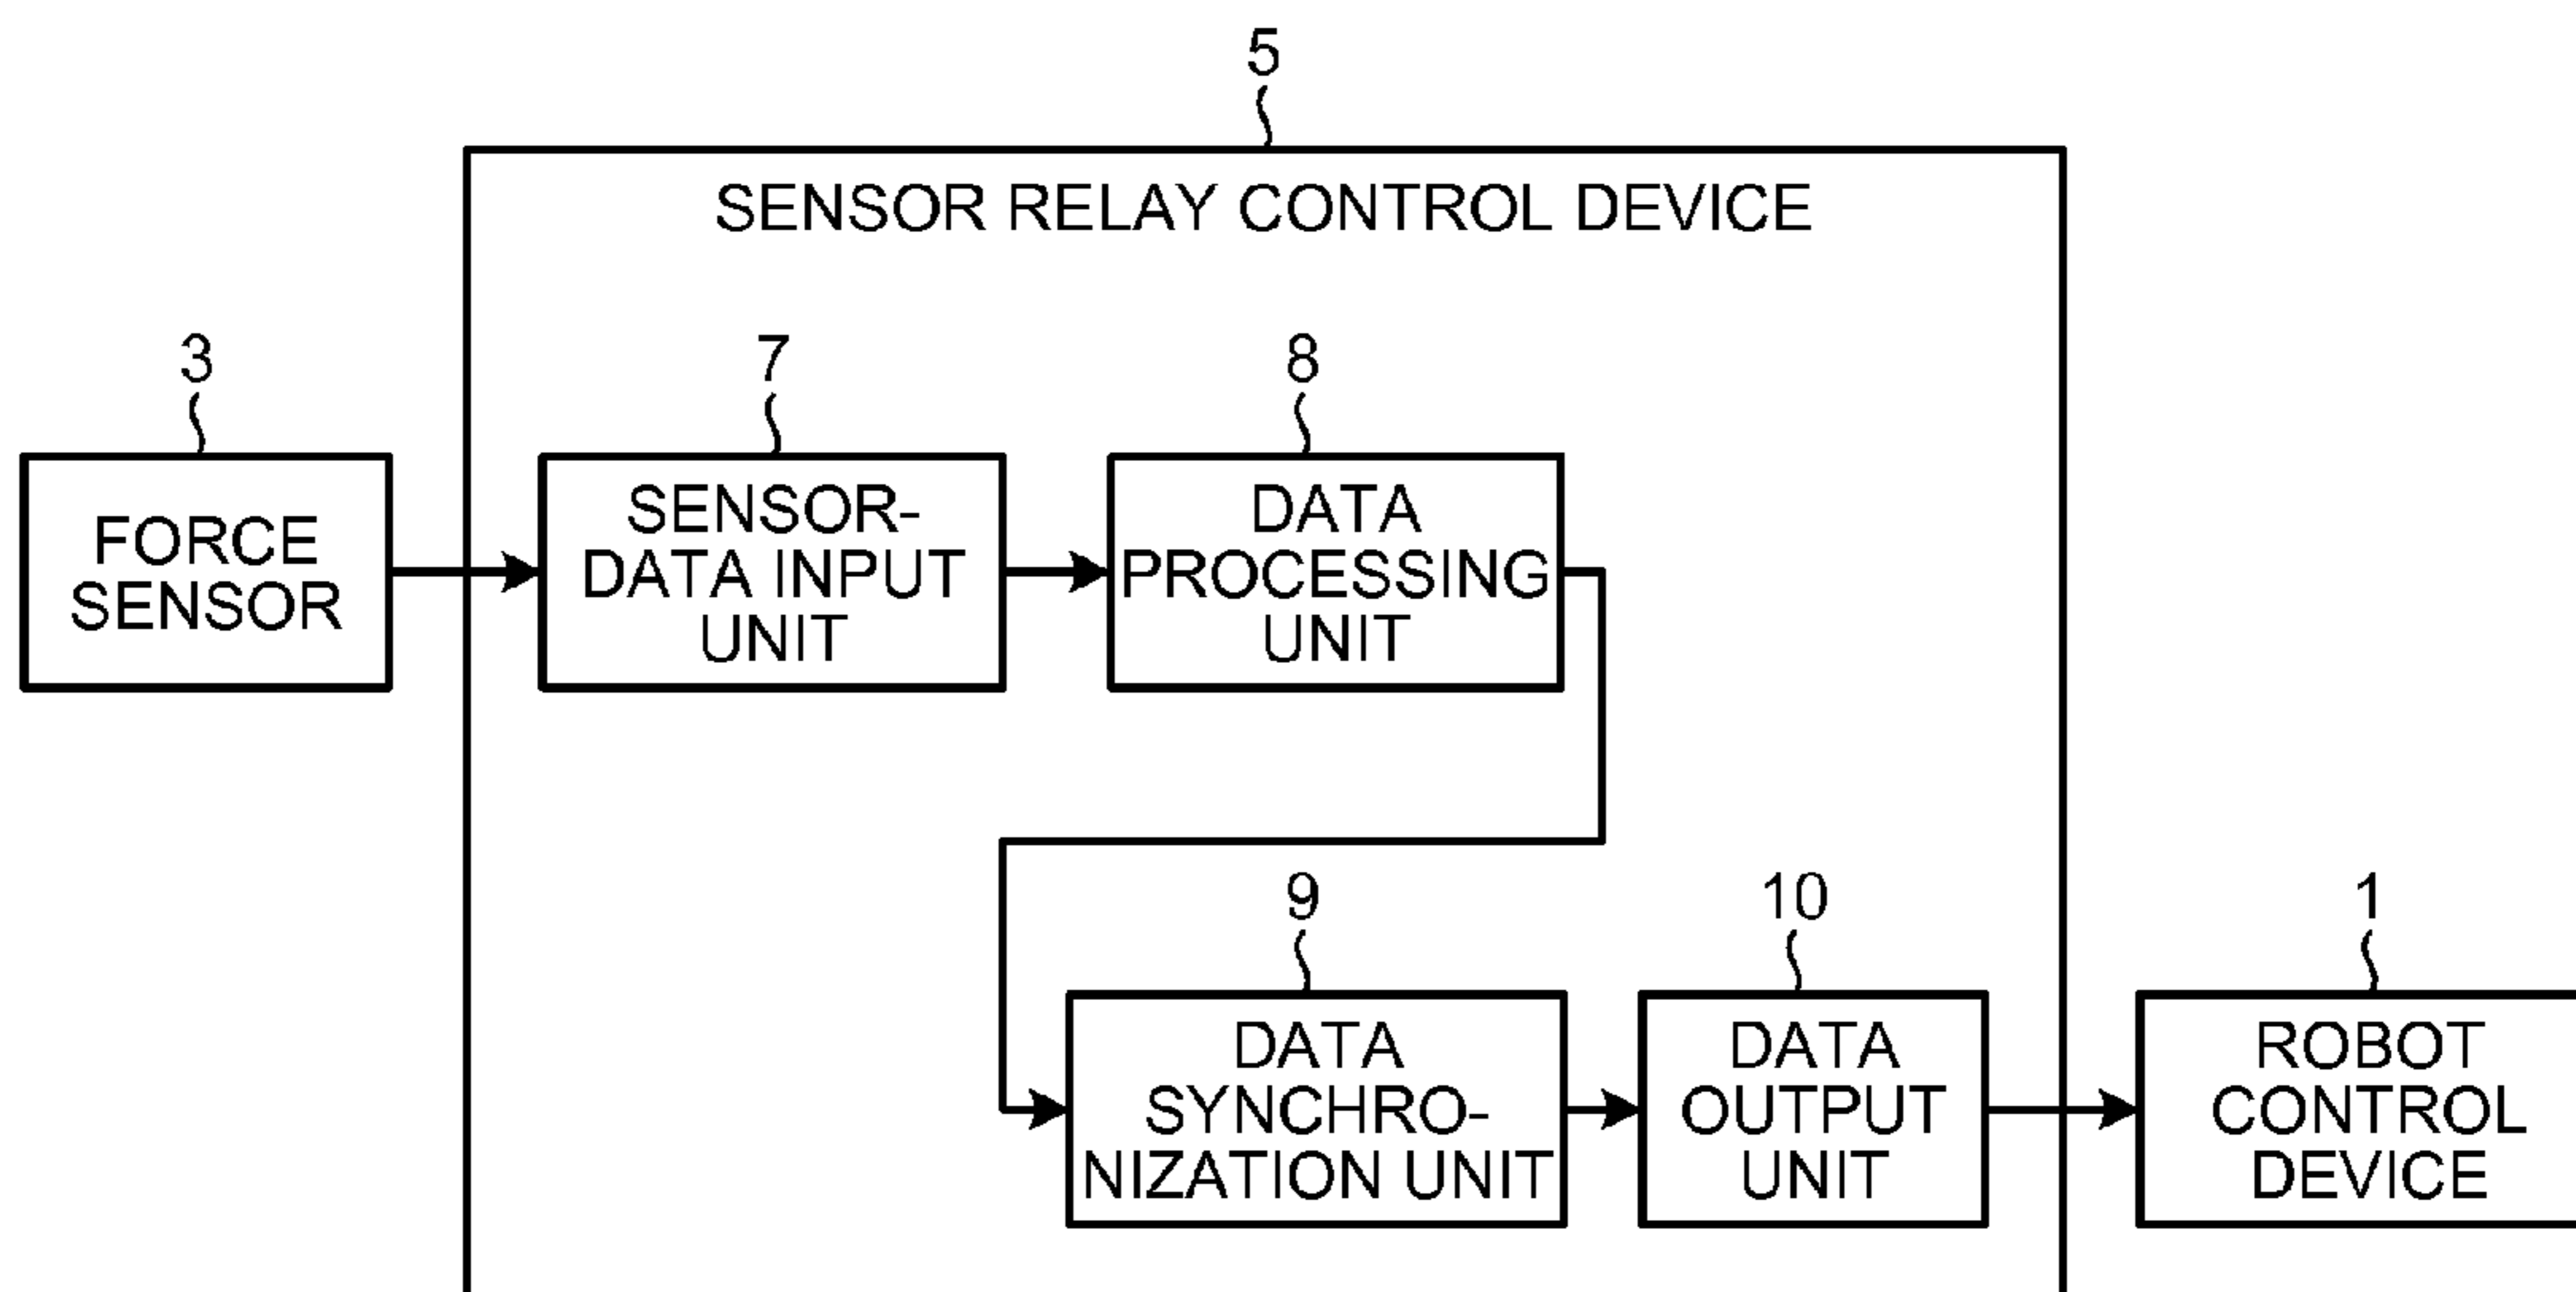 5
SENSOR RELAY CONTROL DEVICE
3
7
8
FORCE
SENSOR
SENSOR-
DATA INPUT
UNIT
DATA
PROCESSING
UNIT
9
10
1
DATA
SYNCHRO-
NIZATION UNIT
DATA
OUTPUT
UNIT
ROBOT
CONTROL
DEVICE